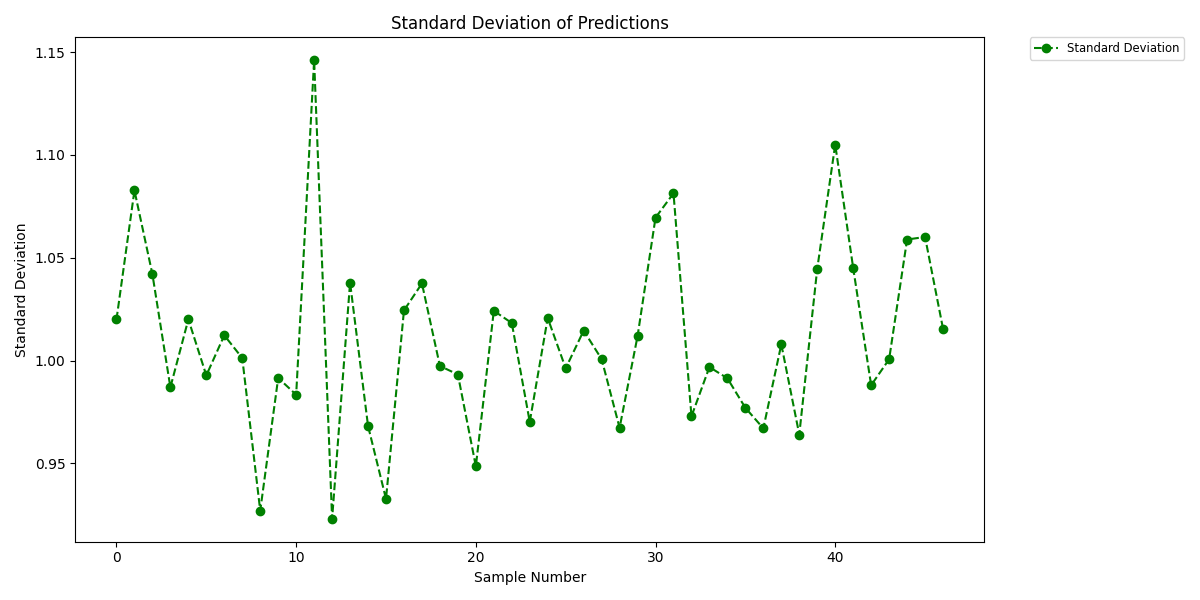 Standard Deviation of Predictions
Standard Deviation
1.15
1.10
1.05
1.00
0.95
Standard Deviation
0
10
20
30
40
Sample Number